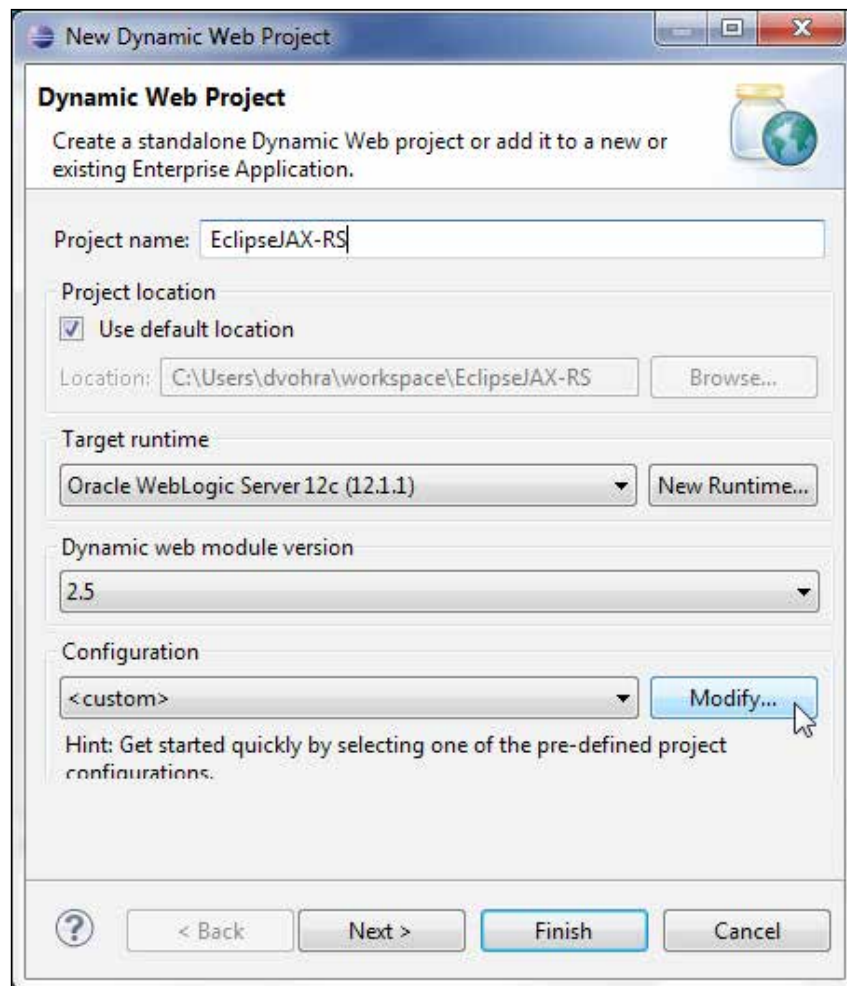 New Dynamic Web Project
Dynamic Web Project
Create a standalone Dynamic Web project or add it to a new or
existing Enterprise Application.
Project name: EclipseJAX-RS
Project location
Use default location
Location: C:\Users\dvohra\workspace\EclipseJAX-RS Browse...
Target runtime
Oracle WebLogic Server 12c (12.1.1) New Runtime...
Dynamic web module version
2.5
Configuration
<custom> Modify...
Hint: Get started quickly by selecting one of the pre-defined project
configurations.
? < Back Next > Finish Cancel